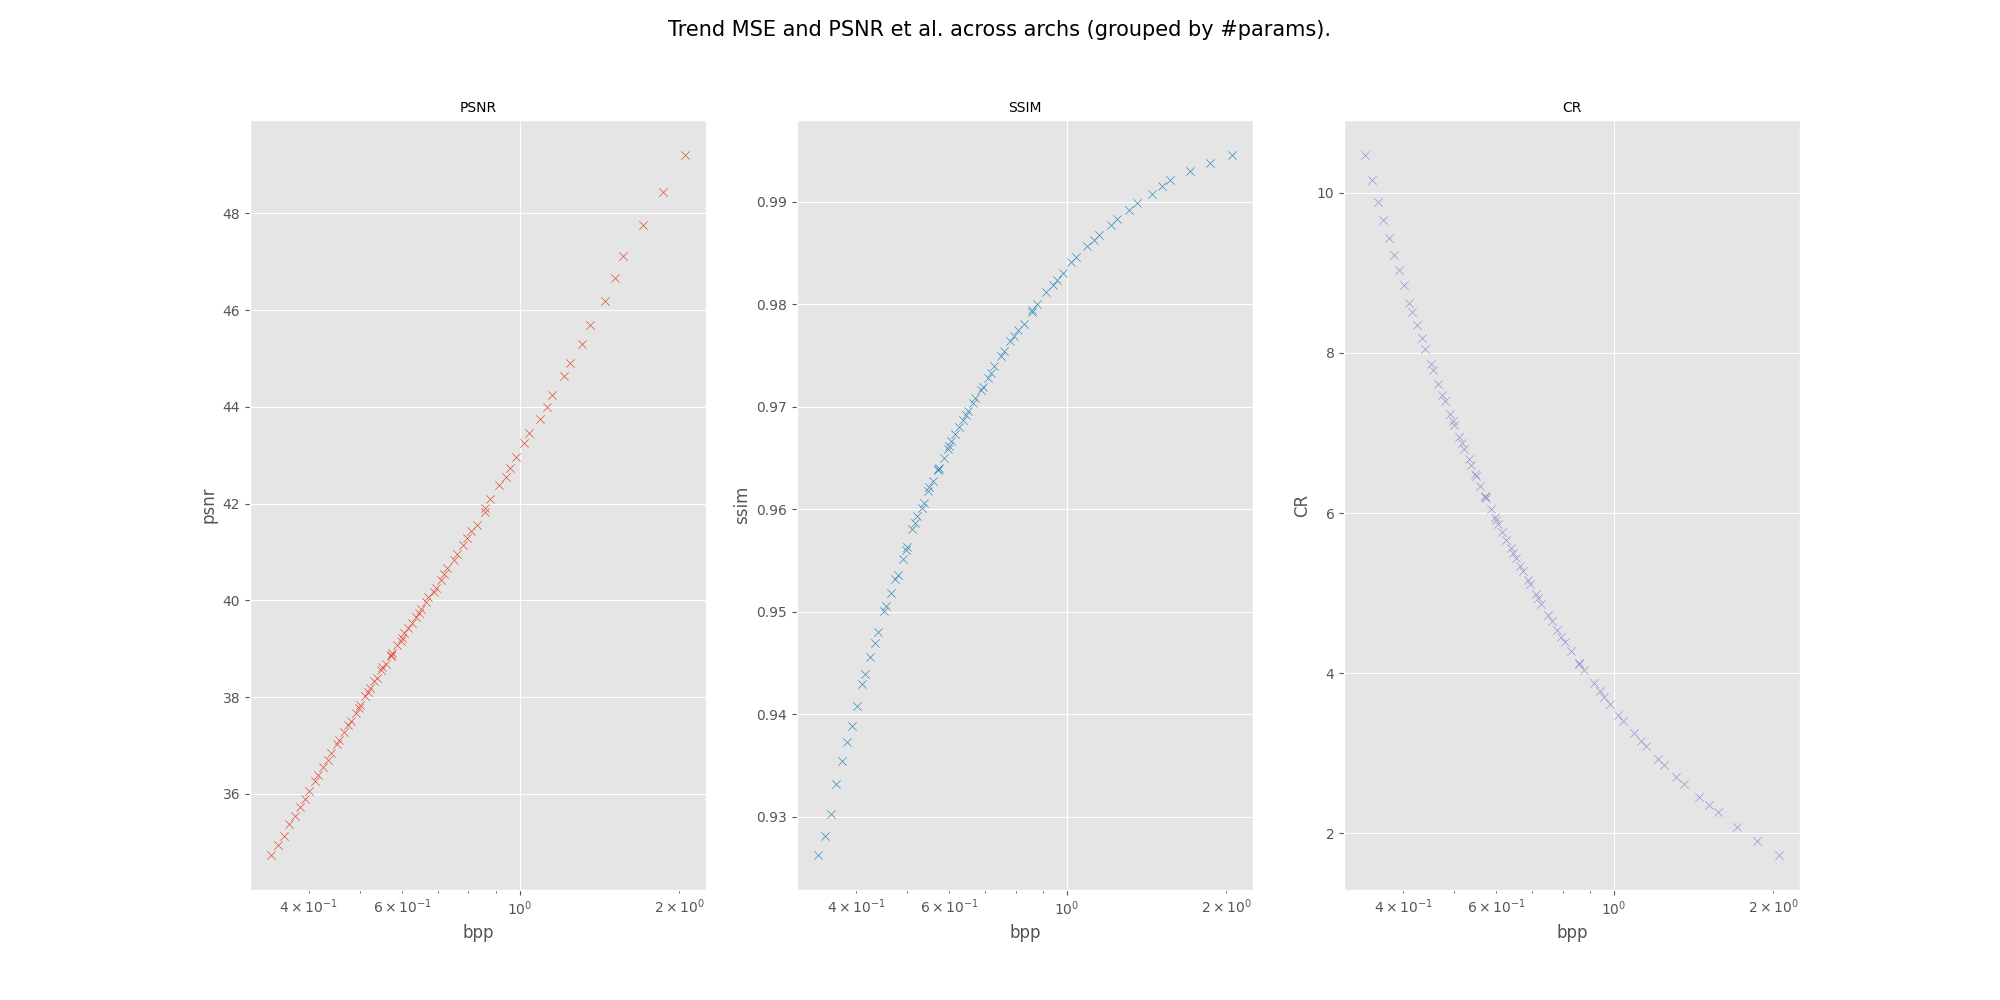 Trend MSE and PSNR et al. across archs (grouped by #params).
PSNR
48
46
44
42
40
38
36
psnr
4 × 10⁻¹
6 × 10⁻¹
10⁰
2 × 10⁰
bpp
SSIM
0.99
0.98
0.97
0.96
0.95
0.94
0.93
ssim
4 × 10⁻¹
6 × 10⁻¹
10⁰
2 × 10⁰
bpp
CR
10
8
6
4
2
CR
4 × 10⁻¹
6 × 10⁻¹
10⁰
2 × 10⁰
bpp